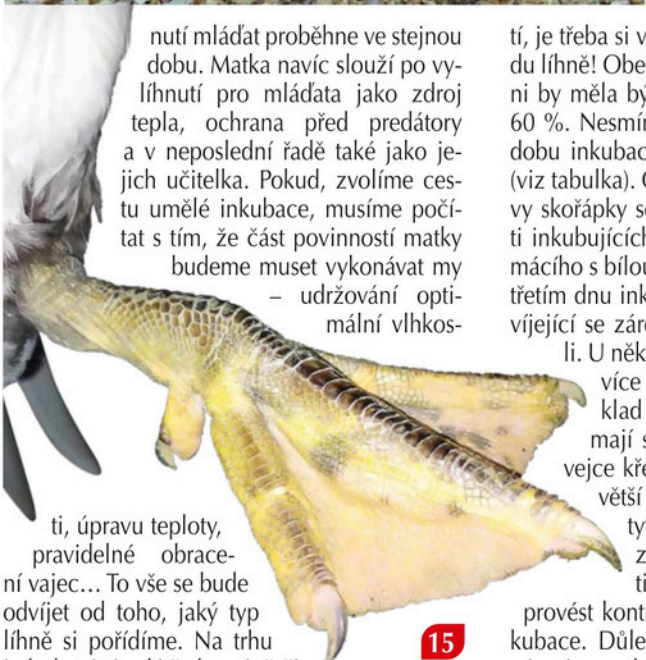 nutí mláďat proběhne ve stejnou
dobu. Matka navíc slouží po vy-
líhnutí pro mláďata jako zdroj
tepla, ochrana před predátory
a v neposlední řadě také jako je-
jich učitelka. Pokud, zvolíme ces-
tu umělé inkubace, musíme počí-
tat s tím, že část povinností matky
budeme muset vykonávat my
– udržování opti-
mální vlhkos-
ti, úpravu teploty,
pravidelné obrace-
ní vajec... To vše se bude
odvíjet od toho, jaký typ
líhně si pořídíme. Na trhu
15
tí, je třeba si v
du líhně! Obe
ni by měla bý
60 %. Nesmí
dobu inkubac
(viz tabulka).
vy skořápky se
ti inkubujících
mácího s bílou
třetím dnu ink
víjející se záro
li. U něk
více
klad
mají s
vejce kře
větší
ty
z
ti
provést kont
kubace. Důle